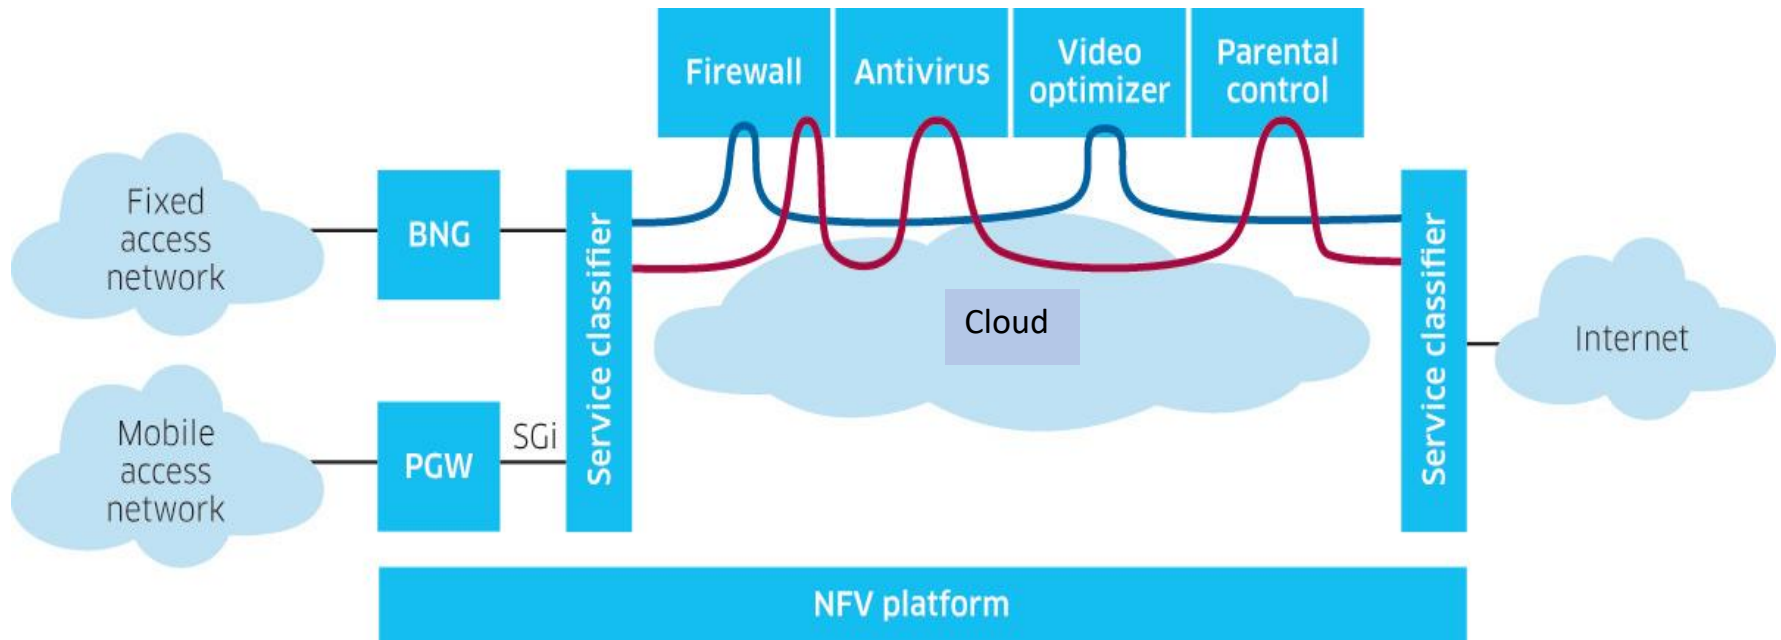 Firewall
Antivirus
Video
optimizer
Parental
control
Fixed
access
network
BNG
Service classifier
Cloud
Service classifier
Internet
Mobile
access
network
PGW
SGi
NFV platform